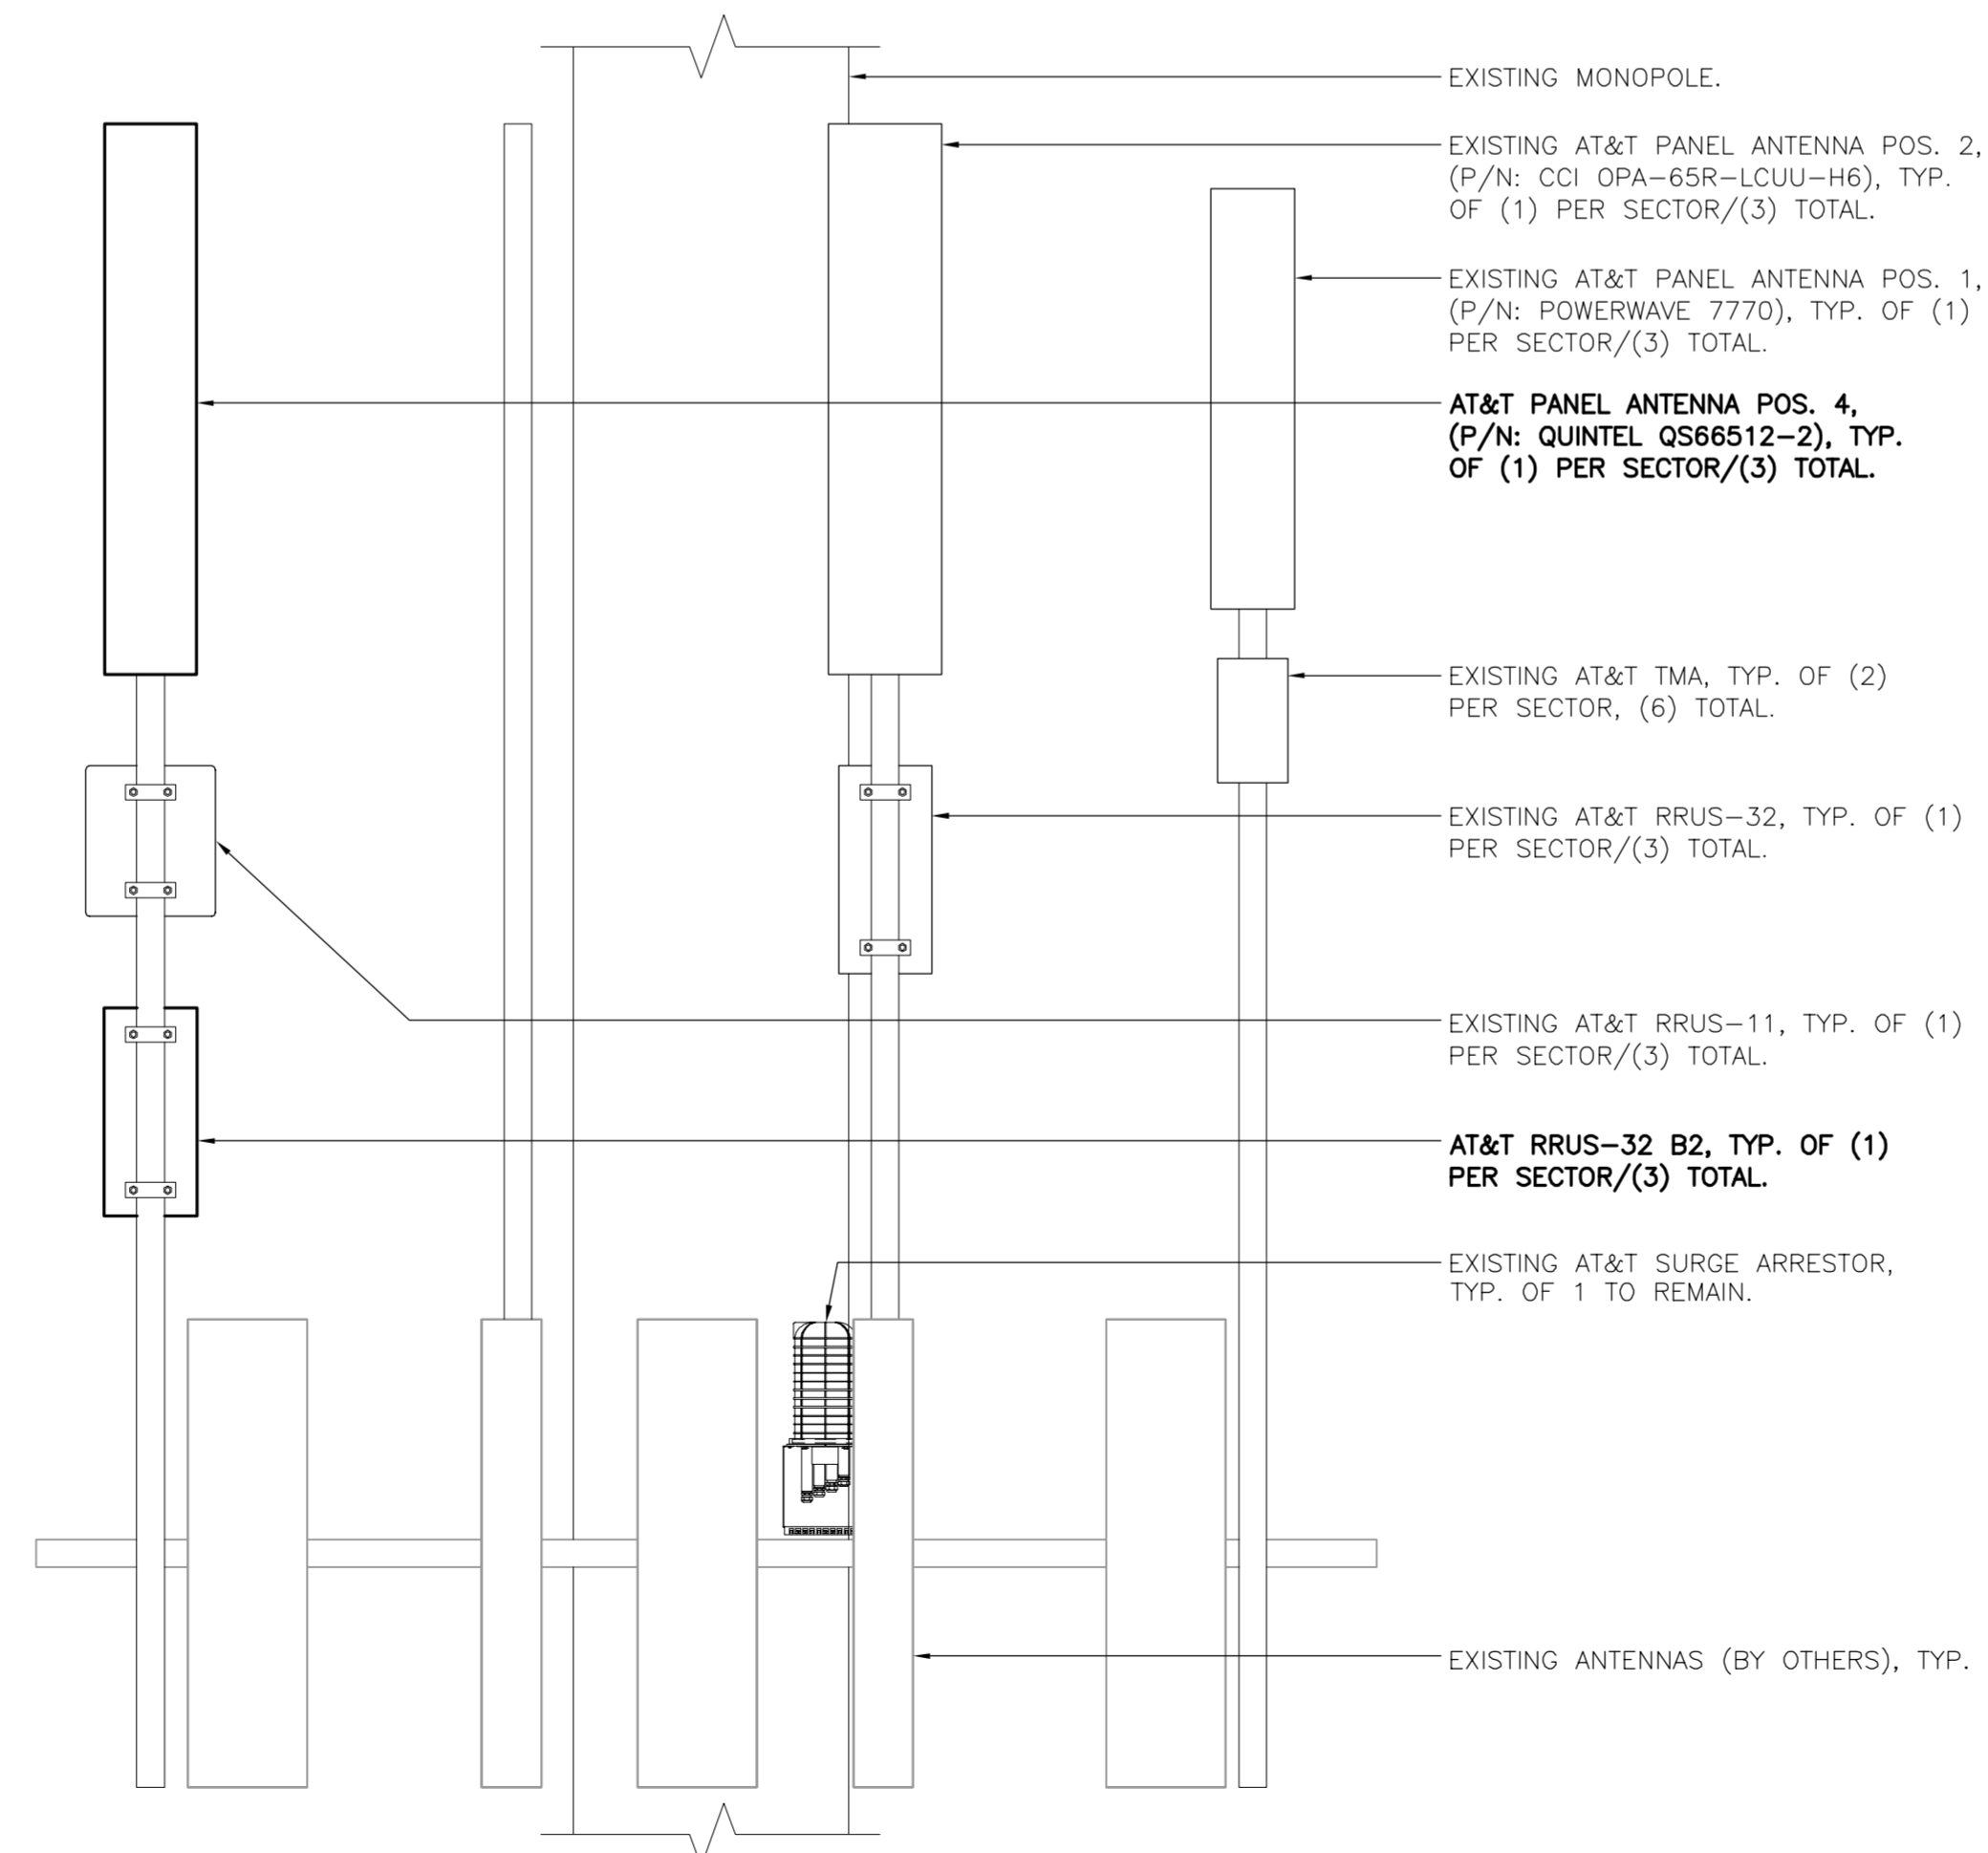 EXISTING MONOPOLE.
EXISTING AT&T PANEL ANTENNA POS. 2,
(P/N: CCI OPA-65R-LCUU-H6), TYP.
OF (1) PER SECTOR/(3) TOTAL.
EXISTING AT&T PANEL ANTENNA POS. 1,
(P/N: POWERWAVE 7770), TYP. OF (1)
PER SECTOR/(3) TOTAL.
AT&T PANEL ANTENNA POS. 4,
(P/N: QUINTEL QS66512-2), TYP.
OF (1) PER SECTOR/(3) TOTAL.
EXISTING AT&T TMA, TYP. OF (2)
PER SECTOR, (6) TOTAL.
EXISTING AT&T RRUS-32, TYP. OF (1)
PER SECTOR/(3) TOTAL.
EXISTING AT&T RRUS-11, TYP. OF (1)
PER SECTOR/(3) TOTAL.
AT&T RRUS-32 B2, TYP. OF (1)
PER SECTOR/(3) TOTAL.
EXISTING AT&T SURGE ARRESTOR,
TYP. OF 1 TO REMAIN.
EXISTING ANTENNAS (BY OTHERS), TYP.